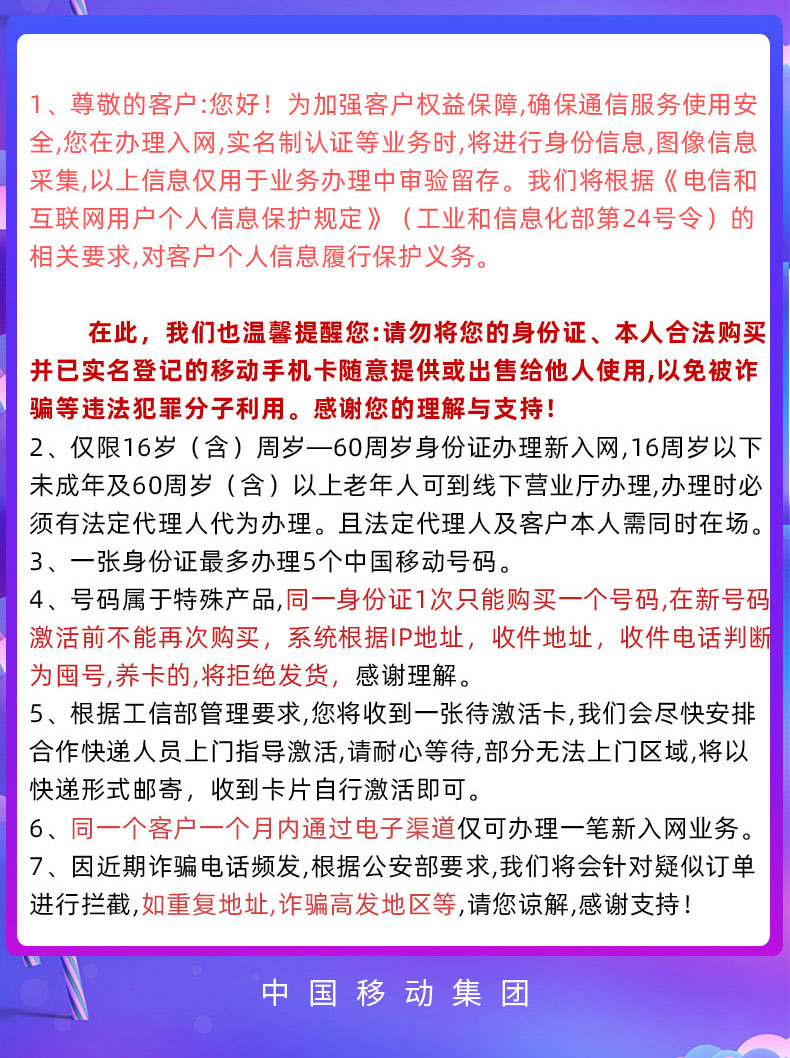 1、尊敬的客户:您好！为加强客户权益保障,确保通信服务使用安
全,您在办理入网,实名制认证等业务时,将进行身份信息,图像信息
采集,以上信息仅用于业务办理中审验留存。我们将根据《电信和
互联网用户个人信息保护规定》（工业和信息化部第24号令）的
相关要求,对客户个人信息履行保护义务。
在此，我们也温馨提醒您:请勿将您的身份证、本人合法购买
并已实名登记的移动手机卡随意提供或出售给他人使用,以免被诈
骗等违法犯罪分子利用。感谢您的理解与支持！
2、仅限16岁（含）周岁—60周岁身份证办理新入网,16周岁以下
未成年及60周岁（含）以上老年人可到线下营业厅办理,办理时必
须有法定代理人代为办理。且法定代理人及客户本人需同时在场。
3、一张身份证最多办理5个中国移动号码。
4、号码属于特殊产品,同一身份证1次只能购买一个号码,在新号码
激活前不能再次购买，系统根据IP地址，收件地址，收件电话判断
为囤号,养卡的,将拒绝发货，感谢理解。
5、根据工信部管理要求,您将收到一张待激活卡,我们会尽快安排
合作快递人员上门指导激活,请耐心等待,部分无法上门区域,将以
快递形式邮寄，收到卡片自行激活即可。
6、同一个客户一个月内通过电子渠道仅可办理一笔新入网业务。
7、因近期诈骗电话频发,根据公安部要求,我们将会针对疑似订单
进行拦截,如重复地址,诈骗高发地区等,请您谅解,感谢支持！
中国移动集团